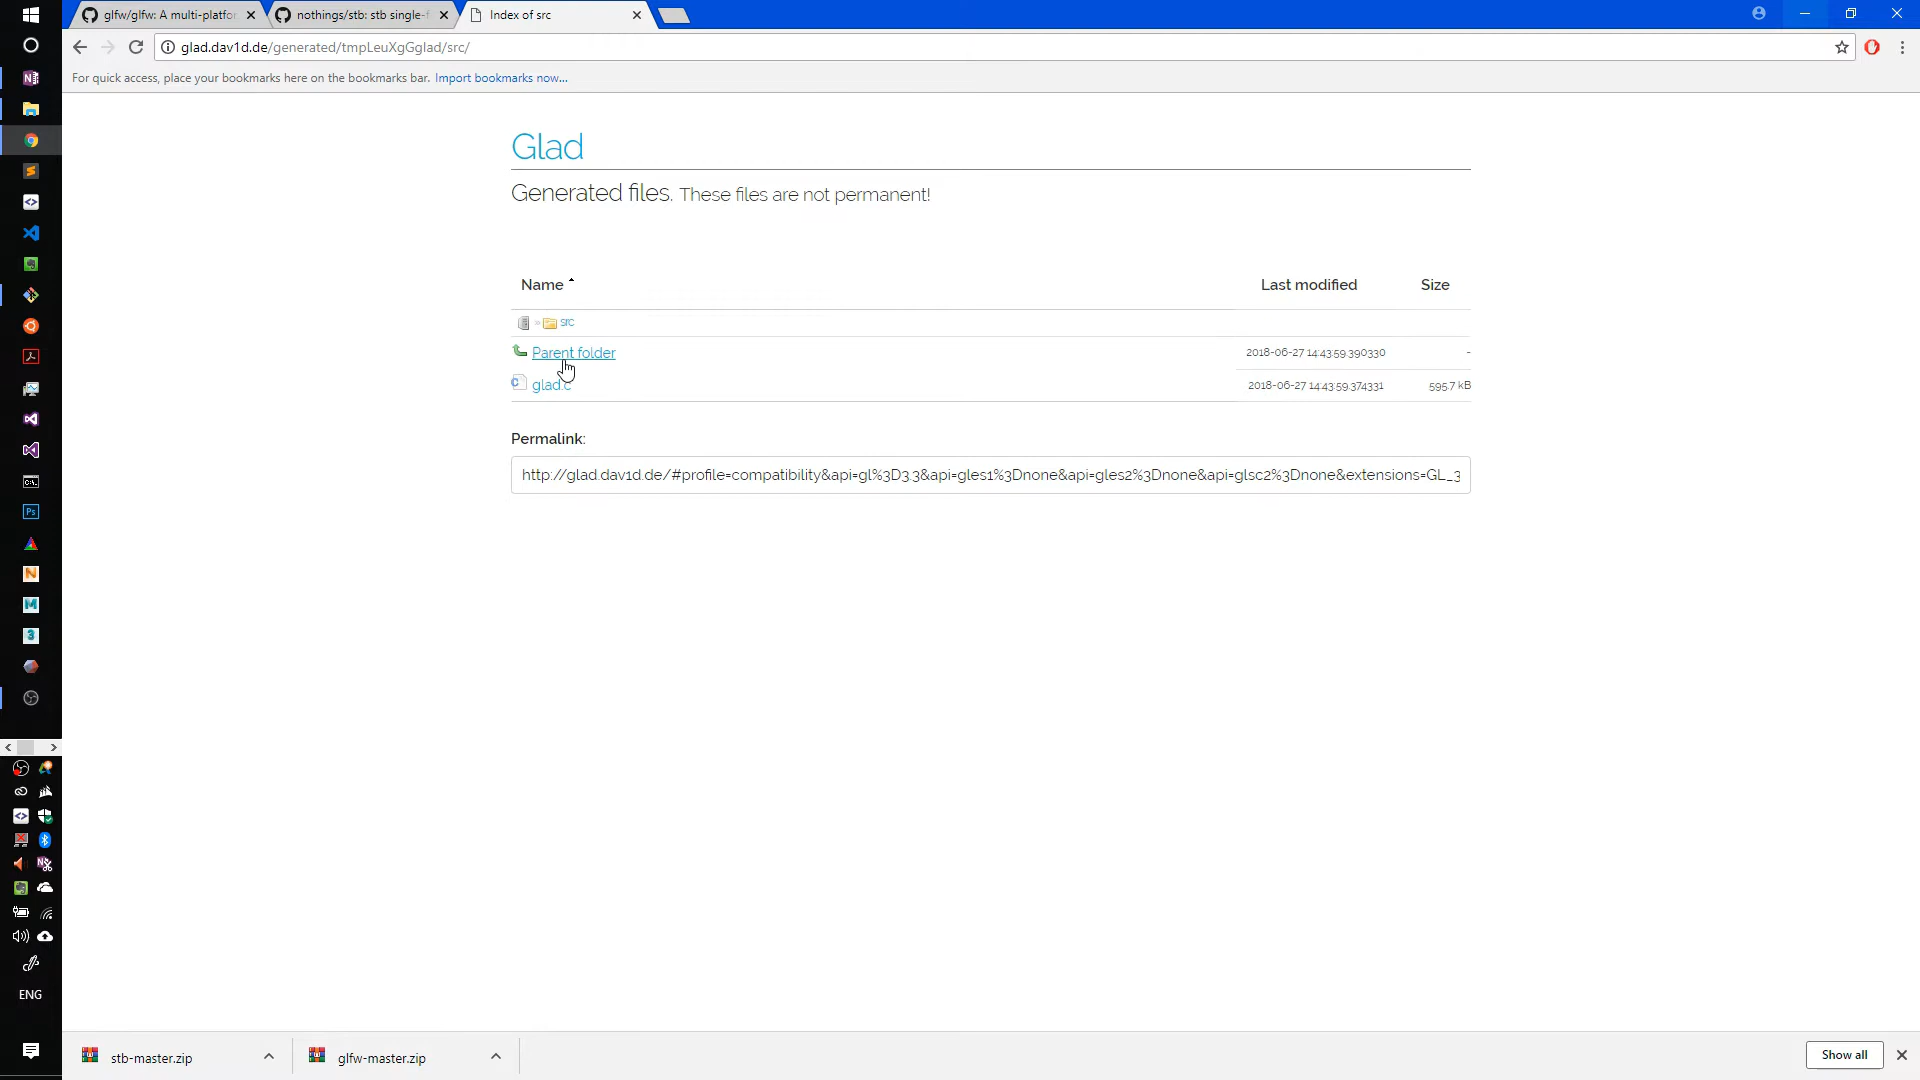 glfw/glfw: A multi-platfo
nothings/stb: stb single-f
Index of src
glad.dav1d.de/generated/tmpLeuXgGglad/src/
For quick access, place your bookmarks here on the bookmarks bar. Import bookmarks now...
Glad
Generated files. These files are not permanent!
Name Last modified Size
» src
Parent folder 2018-06-27 14:43:59.390330 -
glad.c 2018-06-27 14:43:59.374331 595.7 kB
Permalink:
http://glad.dav1d.de/#profile=compatibility&api=gl%3D3.3&api=gles1%3Dnone&api=gles2%3Dnone&api=glsc2%3Dnone&extensions=GL_3
ENG
stb-master.zip
glfw-master.zip
Show all